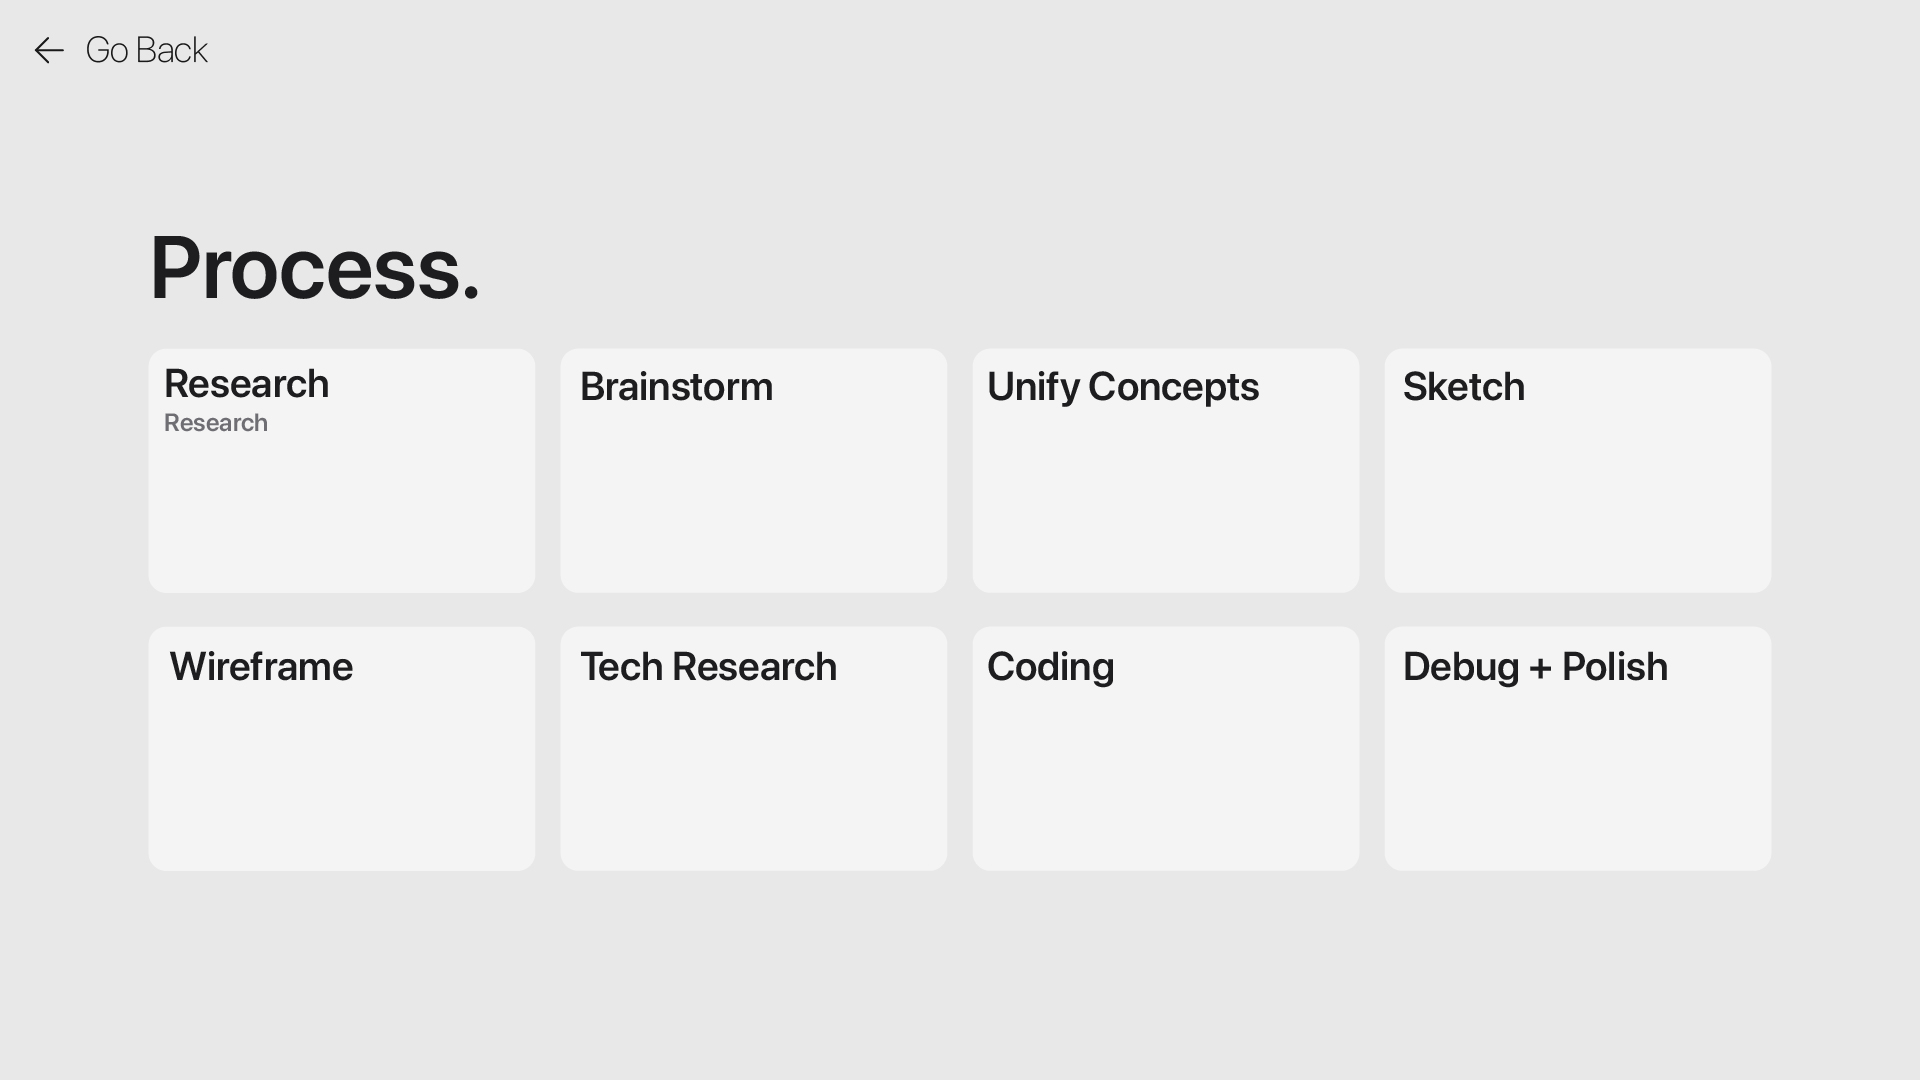 Go Back
Process.
Research
Research
Brainstorm
Unify Concepts
Sketch
Wireframe
Tech Research
Coding
Debug + Polish